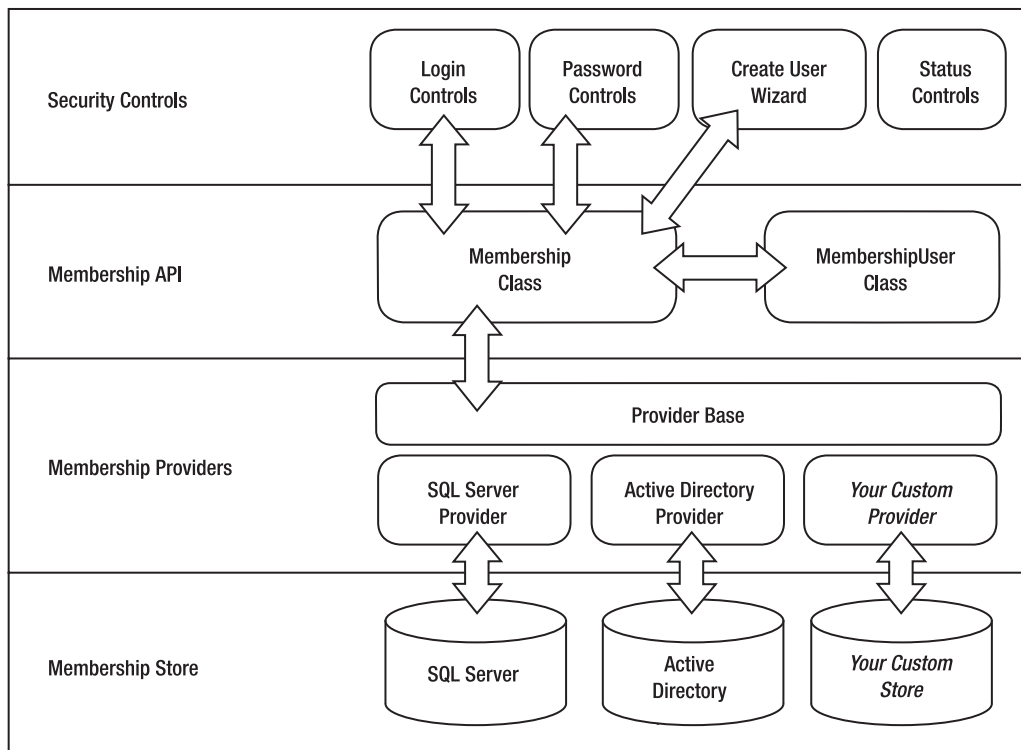 Security Controls
Login
Controls
Password
Controls
Create User
Wizard
Status
Controls
Membership API
Membership
Class
MembershipUser
Class
Membership Providers
Provider Base
SQL Server
Provider
Active Directory
Provider
Your Custom
Provider
Membership Store
SQL Server
Active
Directory
Your Custom
Store